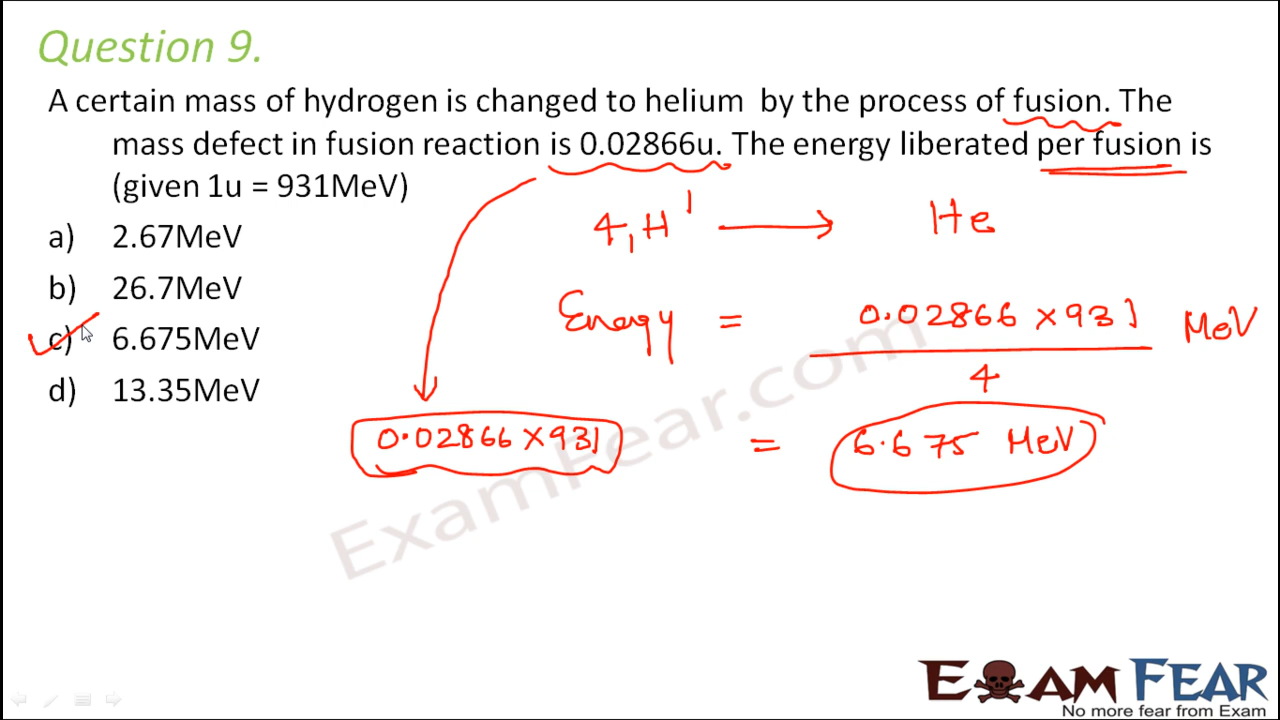 Question 9.
A certain mass of hydrogen is changed to helium by the process of fusion. The
mass defect in fusion reaction is 0.02866u. The energy liberated per fusion is
(given 1u = 931MeV)
a) 2.67MeV
b) 26.7MeV
c) 6.675MeV
d) 13.35MeV
4 ₁H¹ ⟶ He
Energy = 0.02866 × 931 / 4 MeV
0.02866 × 931
= 6.675 MeV
ExamFear.com
EXAM FEAR
No more fear from Exam